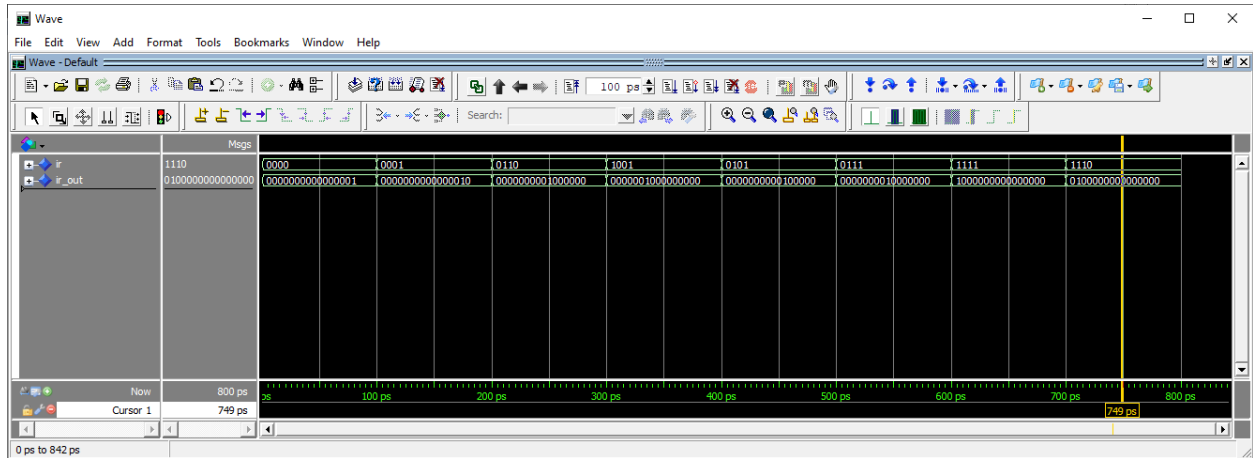 Wave
File Edit View Add Format Tools Bookmarks Window Help
Wave - Default
100 ps
Search:
Msgs
ir 1110 0000 0001 0110 1001 0101 0111 1111 1110
ir_out 0100000000000000 0000000000000001 0000000000000010 0000000001000000 0000001000000000 0000000000100000 0000000010000000 1000000000000000 0100000000000000
Now 800 ps ps 100 ps 200 ps 300 ps 400 ps 500 ps 600 ps 700 ps 800 ps
Cursor 1 749 ps 749 ps
0 ps to 842 ps